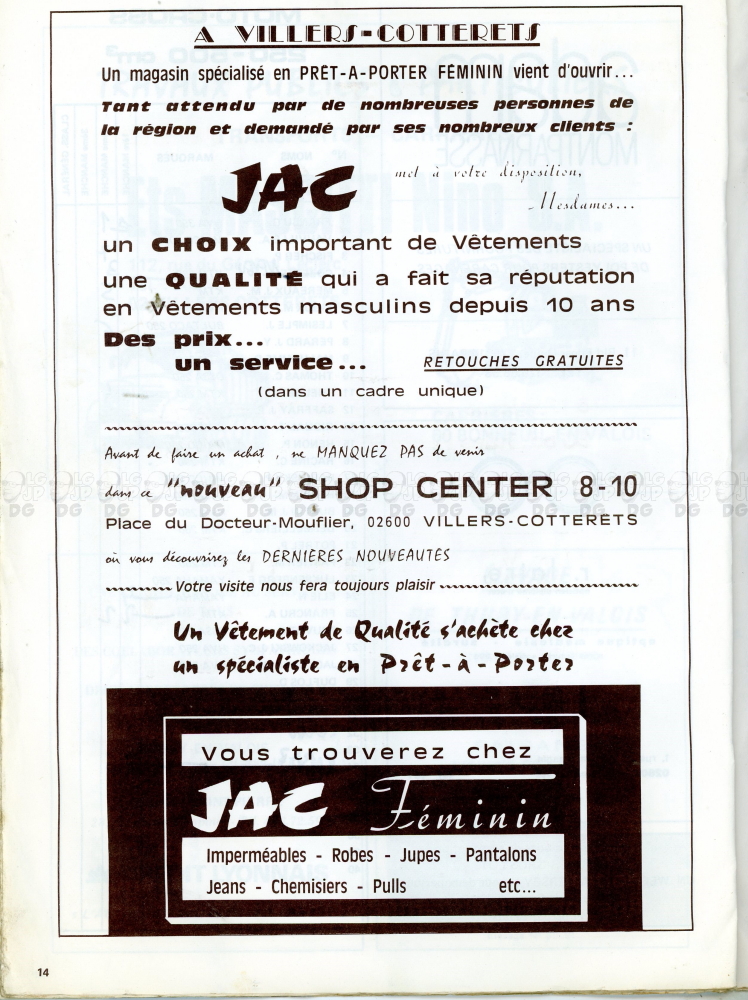 A VILLERS-COTTERETS
Un magasin spécialisé en PRÊT-A-PORTER FÉMININ vient d'ouvrir...
Tant attendu par de nombreuses personnes de
la région et demandé par ses nombreux clients :
JAC met à votre disposition,
Mesdames...
un CHOIX important de Vêtements
une QUALITÉ qui a fait sa réputation
en Vêtements masculins depuis 10 ans
Des prix...
un service... RETOUCHES GRATUITES
(dans un cadre unique)
Avant de faire un achat, ne MANQUEZ PAS de venir
dans ce "nouveau" SHOP CENTER 8-10
Place du Docteur-Mouflier, 02600 VILLERS-COTTERETS
où vous découvrirez les DERNIERES NOUVEAUTES
Votre visite nous fera toujours plaisir
Un Vêtement de Qualité s'achète chez
un spécialiste en Prêt-à-Porter
Vous trouverez chez
JAC Féminin
Imperméables - Robes - Jupes - Pantalons
Jeans - Chemisiers - Pulls etc...
14